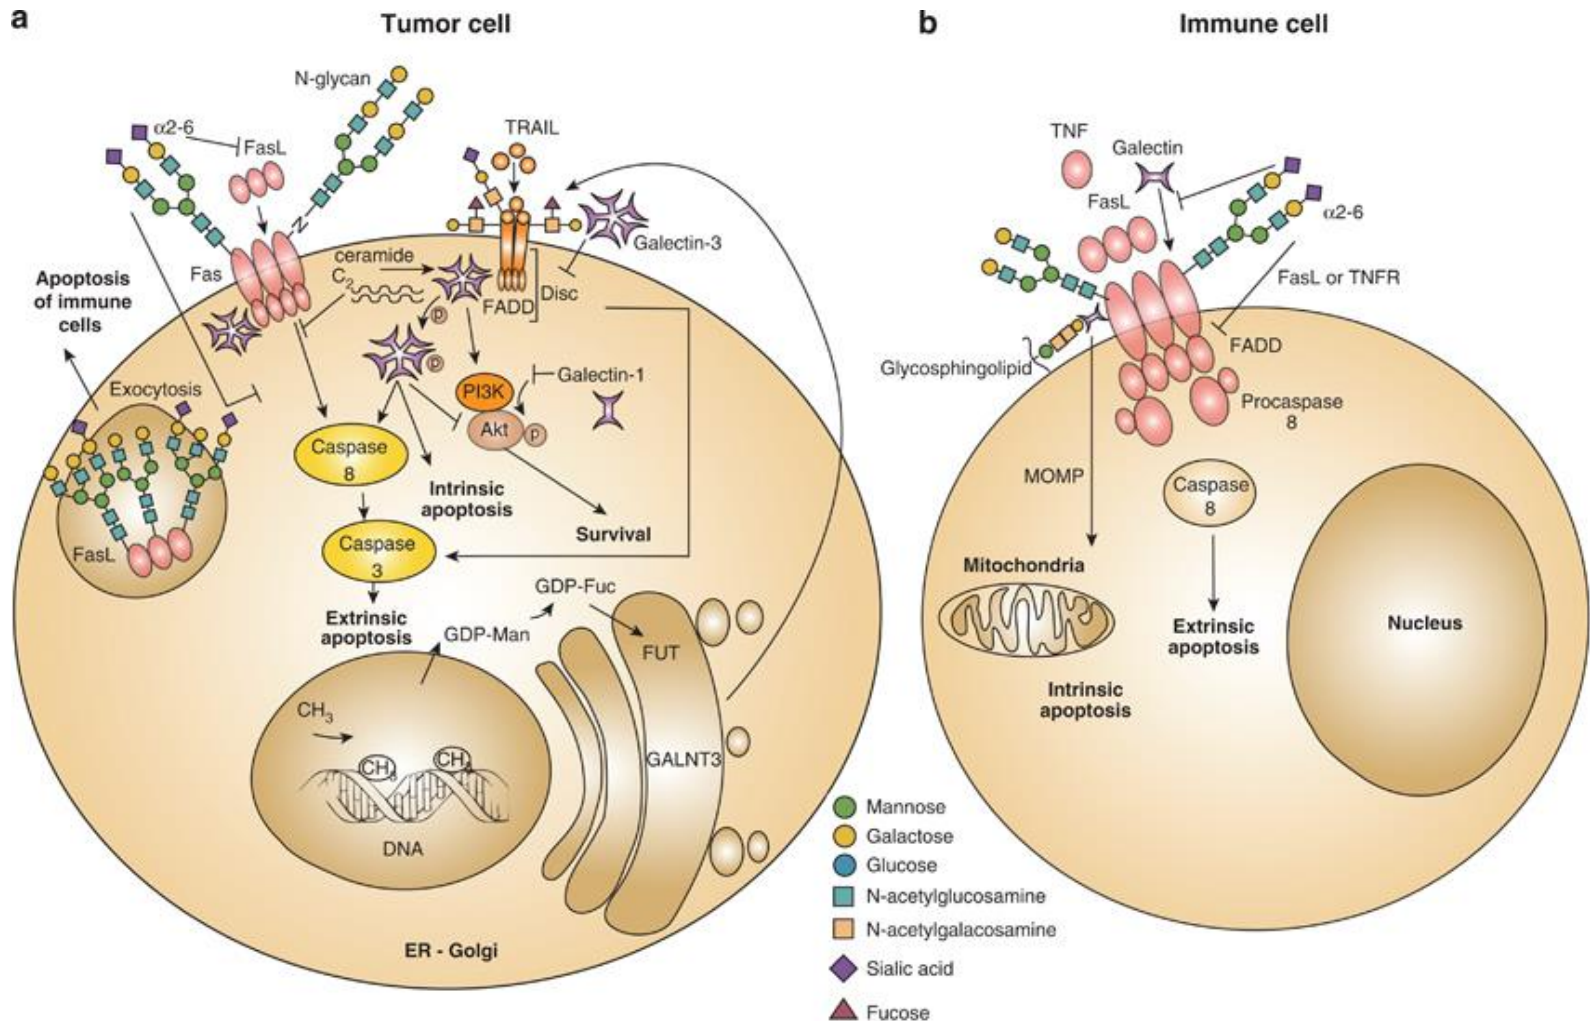 a
Tumor cell
N-glycan
α2-6
FasL
TRAIL
Galectin-3
Fas
ceramide
C2
FADD
Disc
Apoptosis
of immune
cells
p
p
Exocytosis
PI3K
Galectin-1
Akt
p
Caspase
8
Intrinsic
apoptosis
Survival
Caspase
3
FasL
GDP-Fuc
Extrinsic
apoptosis
GDP-Man
FUT
CH3
CH3
CH3
GALNT3
DNA
ER - Golgi
b
Immune cell
TNF
Galectin
FasL
α2-6
FasL or TNFR
FADD
Glycosphingolipid
Procaspase
8
MOMP
Caspase
8
Mitochondria
Extrinsic
apoptosis
Nucleus
Intrinsic
apoptosis
Mannose
Galactose
Glucose
N-acetylglucosamine
N-acetylgalacosamine
Sialic acid
Fucose